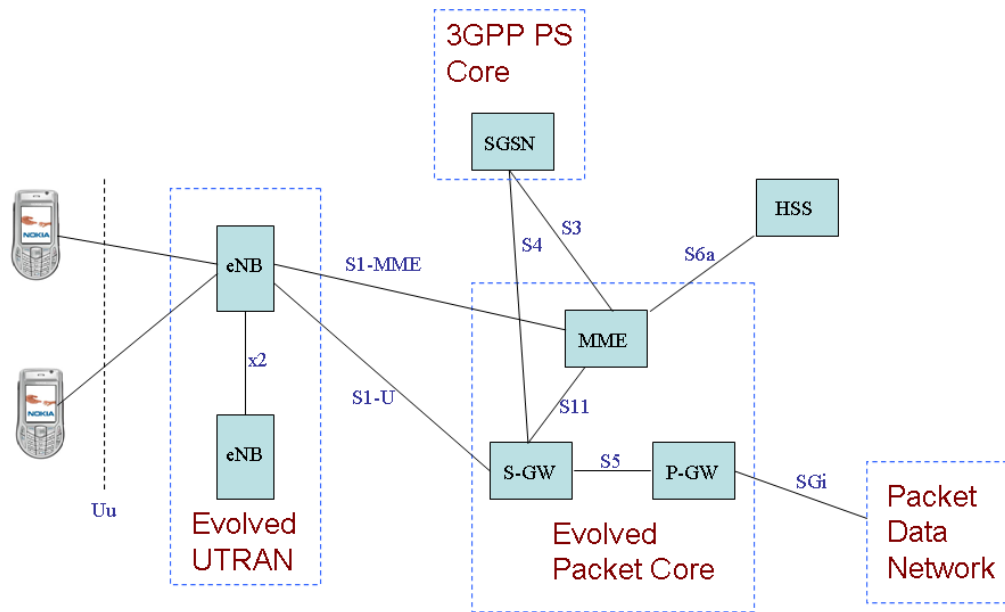 3GPP PS
Core
SGSN
HSS
S3
S4
S6a
NOKIA
eNB
S1-MME
MME
x2
S1-U
S11
NOKIA
eNB
S-GW
S5
P-GW
SGi
Uu
Evolved
UTRAN
Evolved
Packet Core
Packet
Data
Network